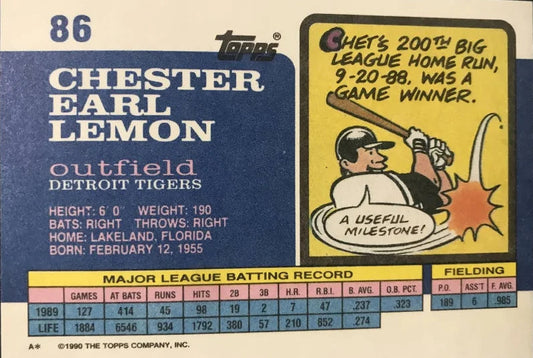 86
Topps®
CHESTER
EARL
LEMON
outfield
DETROIT TIGERS
HEIGHT: 6' 0" WEIGHT: 190
BATS: RIGHT THROWS: RIGHT
HOME: LAKELAND, FLORIDA
BORN: FEBRUARY 12, 1955
CHET'S 200TH BIG
LEAGUE HOME RUN,
9-20-88, WAS A
GAME WINNER.
A USEFUL
MILESTONE!
MAJOR LEAGUE BATTING RECORD
GAMES AT BATS RUNS HITS 2B 3B H.R. R.B.I. B. AVG. O.B. PCT.
1989 127 414 45 98 19 2 7 47 .237 .323
LIFE 1884 6546 934 1792 380 57 210 852 .274
FIELDING
P.O. ASS'T F. AVG.
189 6 .985
A* ©1990 THE TOPPS COMPANY, INC.